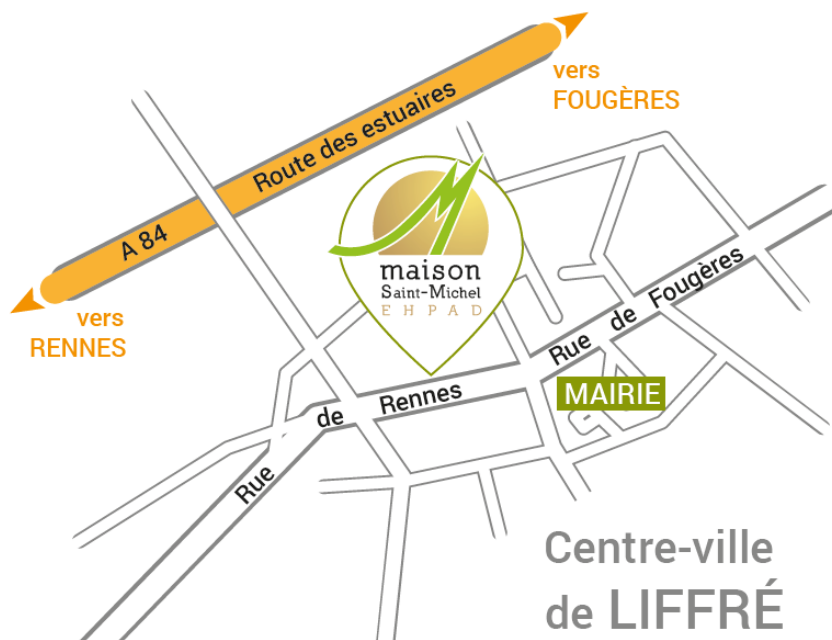 vers
FOUGÈRES
Route des estuaires
A 84
vers
RENNES
maison
Saint-Michel
EHPAD
Rue de Fougères
Rue de Rennes
MAIRIE
Centre-ville
de LIFFRÉ